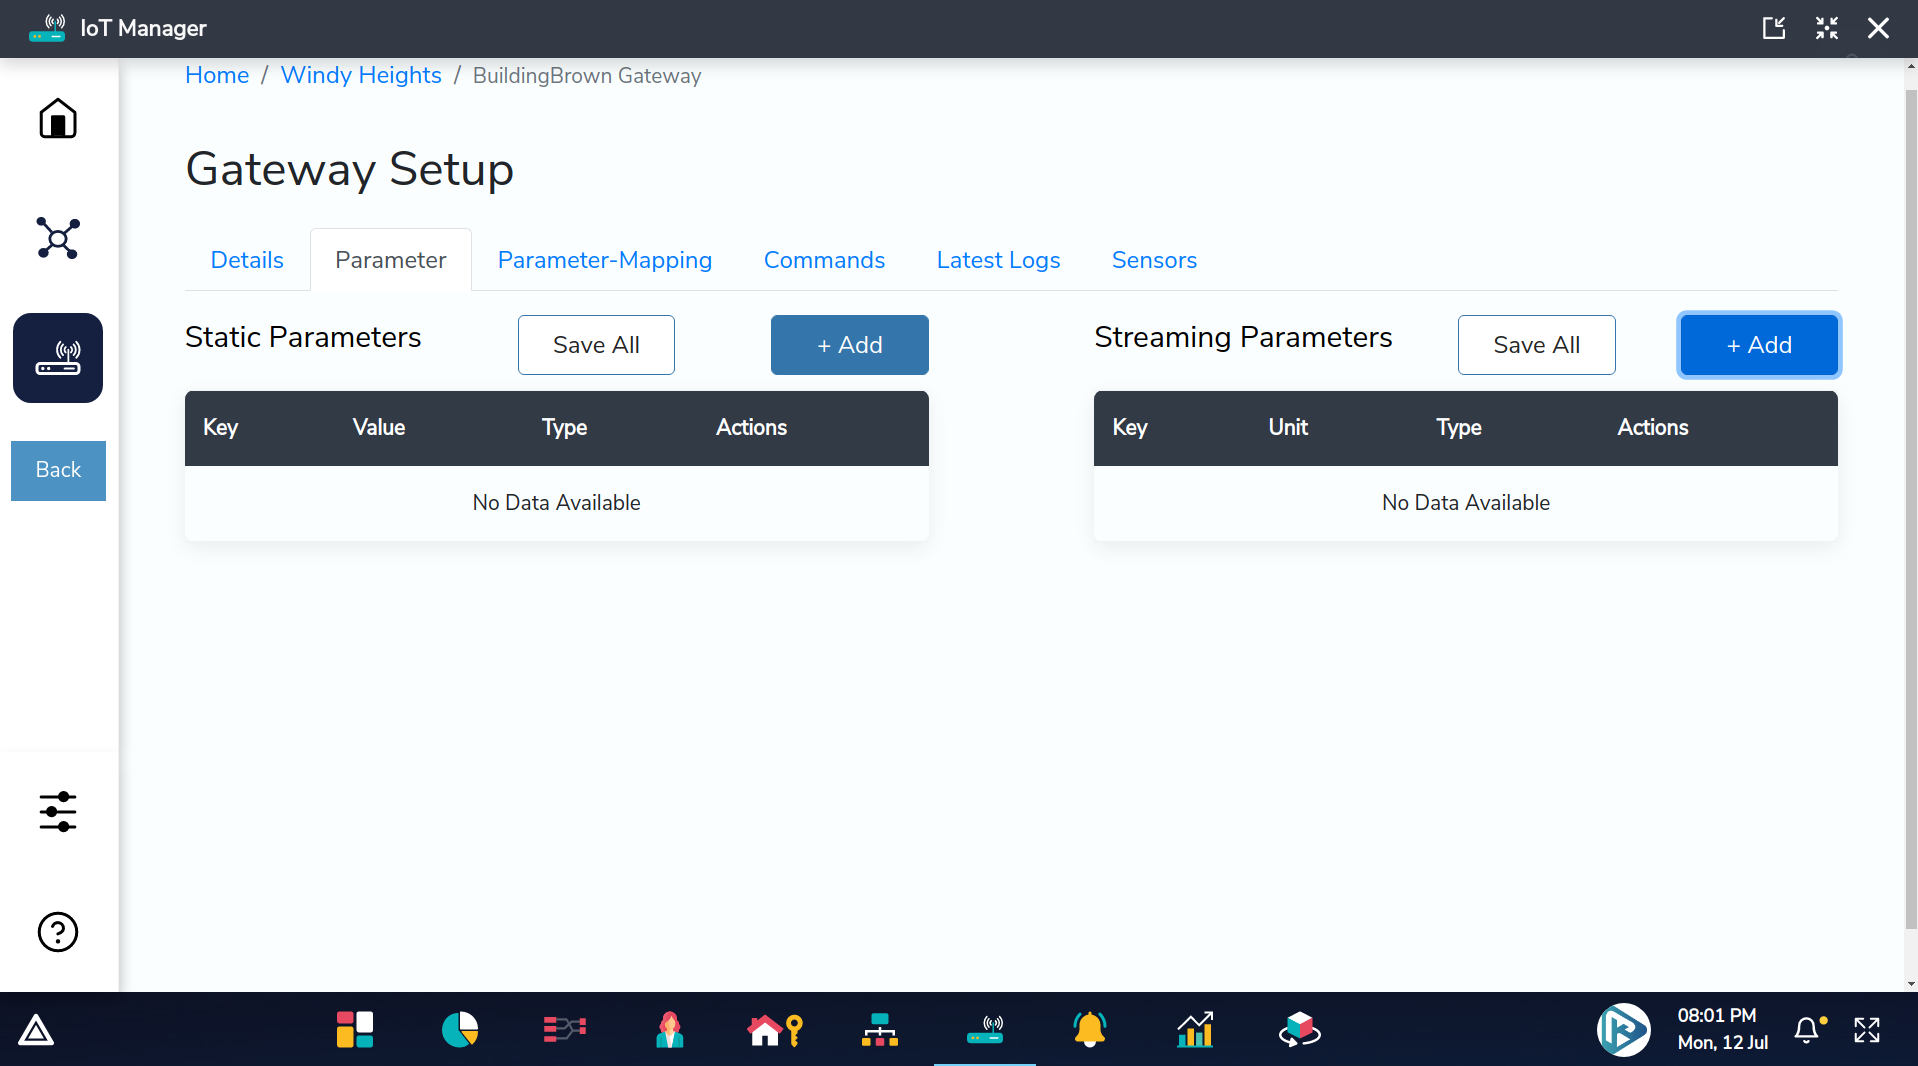 IoT Manager
Home / Windy Heights / BuildingBrown Gateway
Gateway Setup
Details Parameter Parameter-Mapping Commands Latest Logs Sensors
Static Parameters Save All + Add Streaming Parameters Save All + Add
Key Value Type Actions Key Unit Type Actions
Back
No Data Available No Data Available
08:01 PM
Mon, 12 Jul